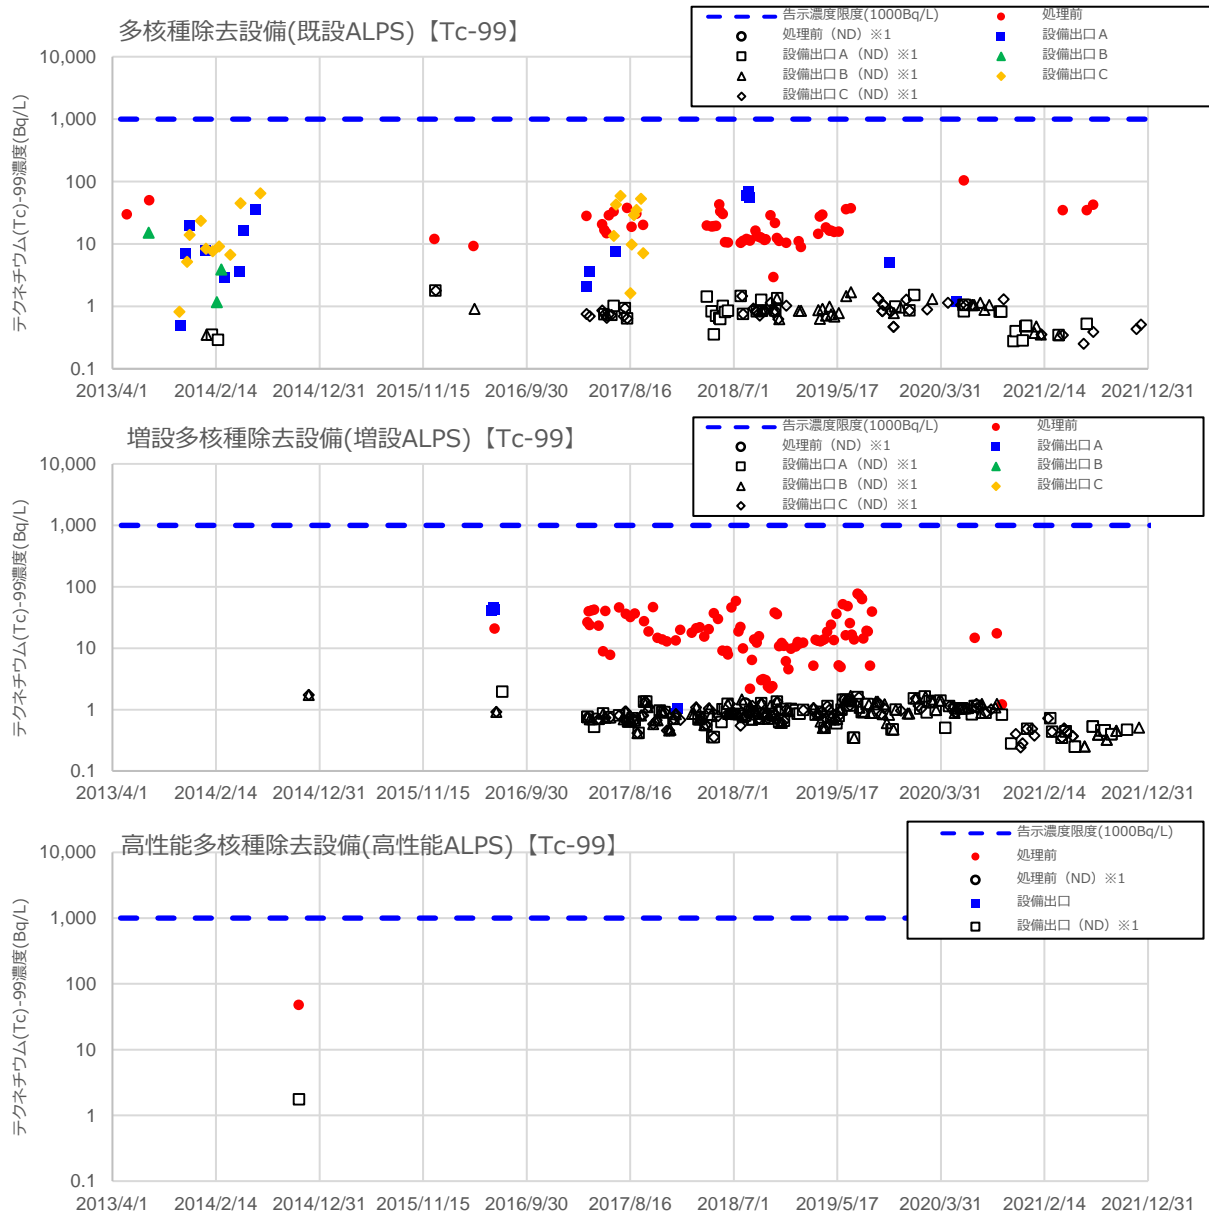 多核種除去設備(既設ALPS)【Tc-99】
告示濃度限度(1000Bq/L)
処理前
処理前（ND）※1
設備出口A
設備出口A（ND）※1
設備出口B
設備出口B（ND）※1
設備出口C
設備出口C（ND）※1
テクネチウム(Tc)-99濃度(Bq/L)
10,000
1,000
100
10
1
0.1
2013/4/1 2014/2/14 2014/12/31 2015/11/15 2016/9/30 2017/8/16 2018/7/1 2019/5/17 2020/3/31 2021/2/14 2021/12/31
増設多核種除去設備(増設ALPS)【Tc-99】
告示濃度限度(1000Bq/L)
処理前
処理前（ND）※1
設備出口A
設備出口A（ND）※1
設備出口B
設備出口B（ND）※1
設備出口C
設備出口C（ND）※1
テクネチウム(Tc)-99濃度(Bq/L)
10,000
1,000
100
10
1
0.1
2013/4/1 2014/2/14 2014/12/31 2015/11/15 2016/9/30 2017/8/16 2018/7/1 2019/5/17 2020/3/31 2021/2/14 2021/12/31
高性能多核種除去設備(高性能ALPS)【Tc-99】
告示濃度限度(1000Bq/L)
処理前
処理前（ND）※1
設備出口
設備出口（ND）※1
テクネチウム(Tc)-99濃度(Bq/L)
10,000
1,000
100
10
1
0.1
2013/4/1 2014/2/14 2014/12/31 2015/11/15 2016/9/30 2017/8/16 2018/7/1 2019/5/17 2020/3/31 2021/2/14 2021/12/31